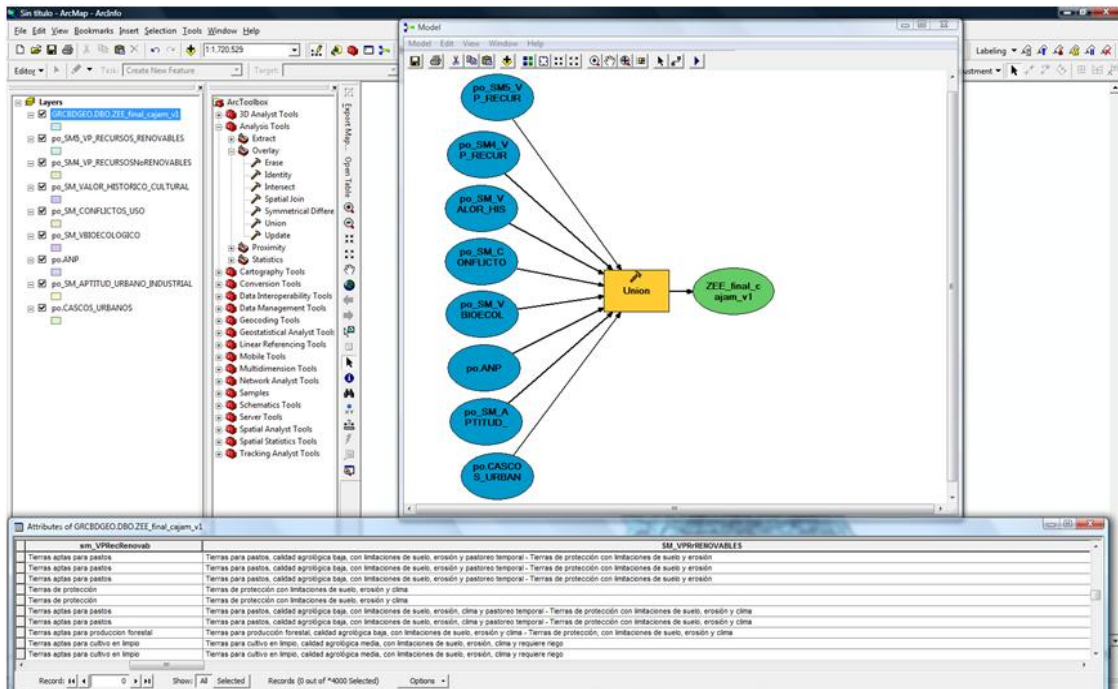 Sin título - ArcMap - ArcInfo
File Edit View Bookmarks Insert Selection Tools Window Help
1:1.720.529
Labeling
Editor Task: Create New Feature Target:
ustment
Layers
GRCBDGEO.DBO.ZEE_final_cajam_v1
po_SM5_VP_RECURSOS_RENOVABLES
po_SM4_VP_RECURSOSNoRENOVABLES
po_SM_VALOR_HISTORICO_CULTURAL
po_SM_CONFLICTOS_USO
po_SM_VBIOECOLOGICO
po.ANP
po_SM_APTITUD_URBANO_INDUSTRIAL
po.CASCOS_URBANOS
ArcToolbox
3D Analyst Tools
Analysis Tools
Extract
Overlay
Erase
Identity
Intersect
Spatial Join
Symmetrical Differe
Union
Update
Proximity
Statistics
Cartography Tools
Conversion Tools
Data Interoperability Tools
Data Management Tools
Geocoding Tools
Geostatistical Analyst Tools
Linear Referencing Tools
Mobile Tools
Multidimension Tools
Network Analyst Tools
Samples
Schematics Tools
Server Tools
Spatial Analyst Tools
Spatial Statistics Tools
Tracking Analyst Tools
Export Map...
Open Table
Model
Model Edit View Window Help
po_SM5_V
P_RECUR
po_SM4_V
P_RECUR
po_SM_V
ALOR_HIS
po_SM_C
ONFLICTO
po_SM_V
BIOECOL
po.ANP
po_SM_A
PTITUD_
po.CASCO
S_URBAN
Union
ZEE_final_c
ajam_v1
Attributes of GRCBDGEO.DBO.ZEE_final_cajam_v1
sm_VPRecRenovab SM_VPRrRENOVABLES
Tierras aptas para pastos Tierras para pastos, calidad agrológica baja, con limitaciones de suelo, erosión y pastoreo temporal - Tierras de protección con limitaciones de suelo y erosión
Tierras aptas para pastos Tierras para pastos, calidad agrológica baja, con limitaciones de suelo, erosión y pastoreo temporal - Tierras de protección con limitaciones de suelo y erosión
Tierras aptas para pastos Tierras para pastos, calidad agrológica baja, con limitaciones de suelo, erosión y pastoreo temporal - Tierras de protección con limitaciones de suelo y erosión
Tierras de protección Tierras de protección con limitaciones de suelo, erosión y clima
Tierras de protección Tierras de protección con limitaciones de suelo, erosión y clima
Tierras aptas para pastos Tierras para pastos, calidad agrológica baja, con limitaciones de suelo, erosión, clima y pastoreo temporal - Tierras de protección con limitaciones de suelo, erosión y clima
Tierras aptas para pastos Tierras para pastos, calidad agrológica baja, con limitaciones de suelo, erosión, clima y pastoreo temporal - Tierras de protección con limitaciones de suelo, erosión y clima
Tierras aptas para produccion forestal Tierras para producción forestal, calidad agrológica baja, con limitaciones de suelo, erosión y clima - Tierras de protección, con limitaciones de suelo, erosión y clima
Tierras aptas para cultivo en limpio Tierras para cultivo en limpio, calidad agrológica media, con limitaciones de suelo, erosión, clima y requiere riego
Tierras aptas para cultivo en limpio Tierras para cultivo en limpio, calidad agrológica media, con limitaciones de suelo, erosión, clima y requiere riego
Record: 0 Show: All Selected Records (0 out of *4000 Selected) Options